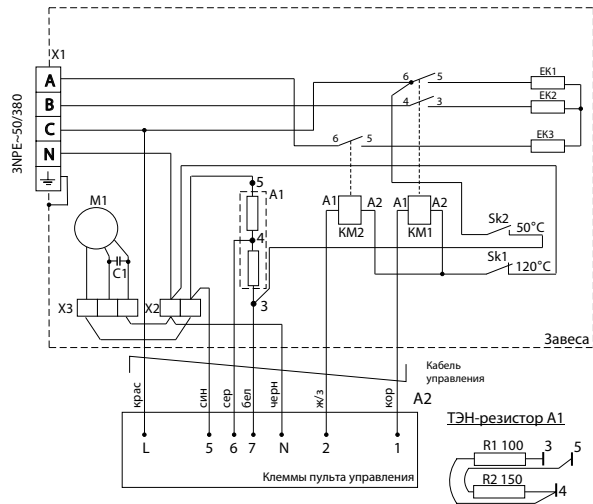 X1
3NPE~50/380
A
B
C
N
6 5
4 3
6 5
EK1
EK2
EK3
M1
C1
X3
X2
5
A1
4
3
A1 A2
KM2
A1 A2
KM1
Sk2
50°C
Sk1
120°C
Завеса
Кабель
управления
крас
син
сер
бел
черн
ж/з
кор
A2
L 5 6 7 N 2 1
Клеммы пульта управления
ТЭН-резистор А1
R1 100 3 5
R2 150 4